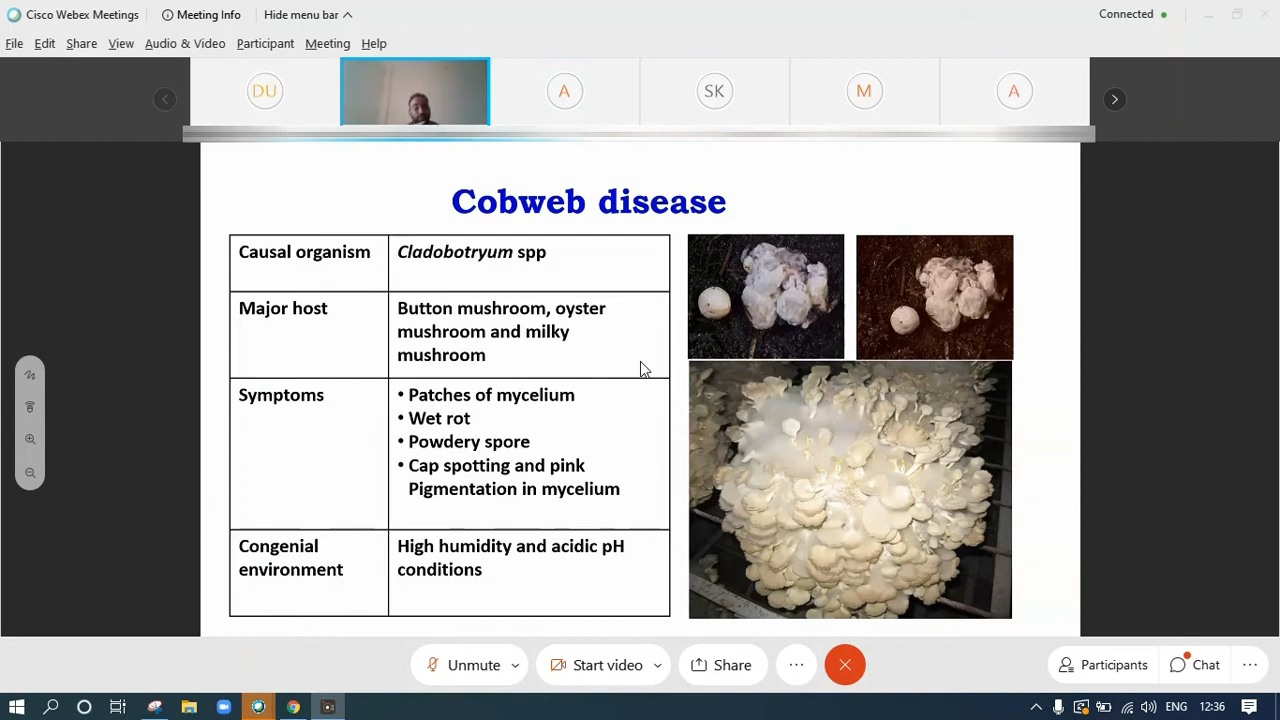 Cisco Webex Meetings
Meeting Info
Hide menu bar
Connected
File Edit Share View Audio & Video Participant Meeting Help
DU A SK M A
Cobweb disease
Causal organism
Cladobotryum spp
Major host
Button mushroom, oyster
mushroom and milky
mushroom
Symptoms
• Patches of mycelium
• Wet rot
• Powdery spore
• Cap spotting and pink
Pigmentation in mycelium
Congenial
environment
High humidity and acidic pH
conditions
Unmute
Start video
Share
Participants
Chat
ENG
12:36